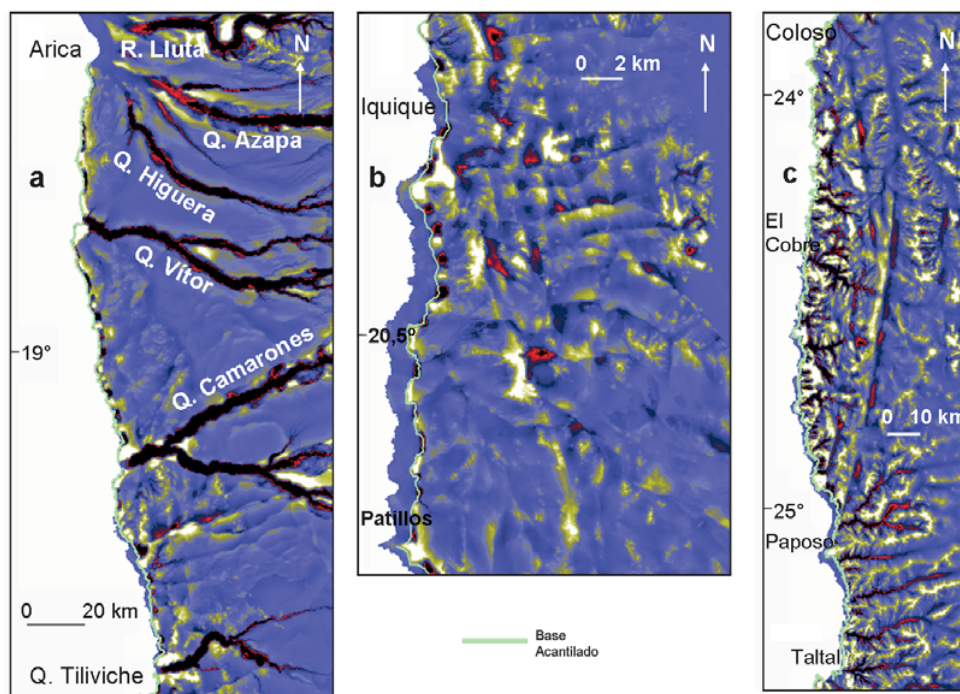 Arica
R. Lluta
N
Q. Azapa
a
Q. Higuera
Q. Vítor
19°
Q. Camarones
0 20 km
Q. Tiliviche
N
0 2 km
Iquique
b
20,5°
Patillos
Base
Acantilado
Coloso
N
24°
c
El
Cobre
0 10 km
25°
Paposo
Taltal